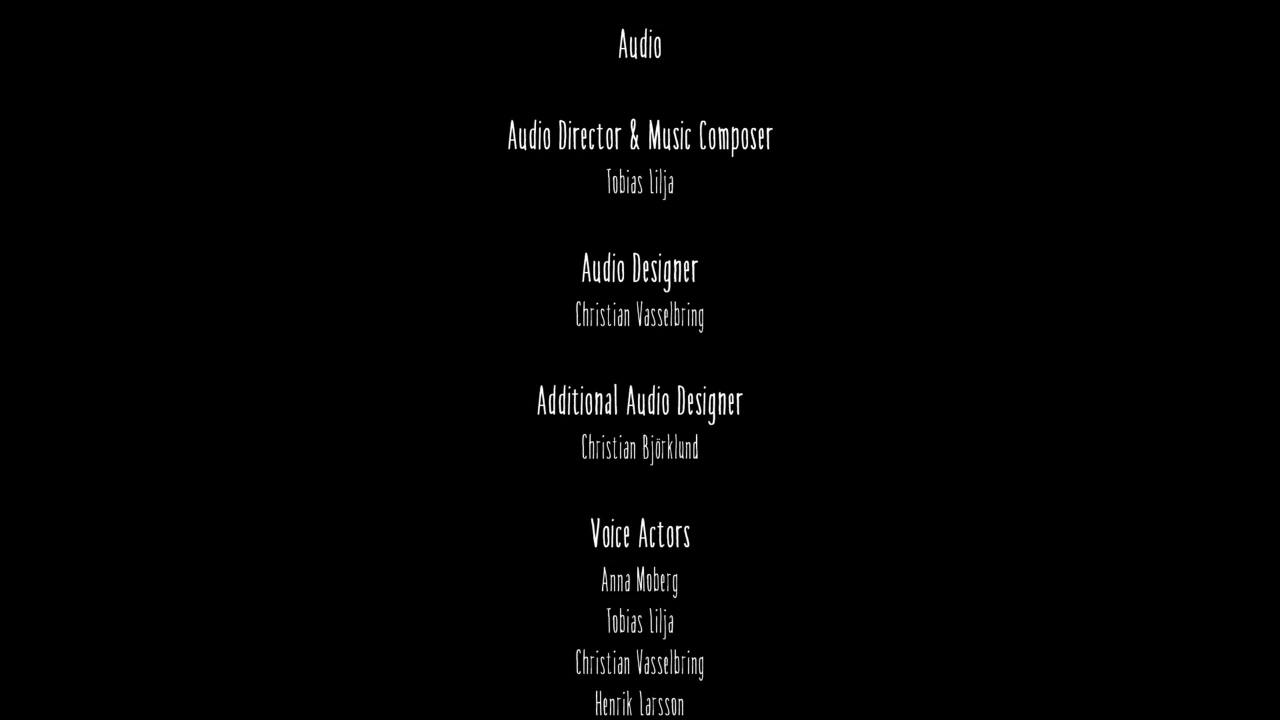 Audio
Audio Director & Music Composer
Tobias Lilja
Audio Designer
Christian Vasselbring
Additional Audio Designer
Christian Björklund
Voice Actors
Anna Moberg
Tobias Lilja
Christian Vasselbring
Henrik Larsson